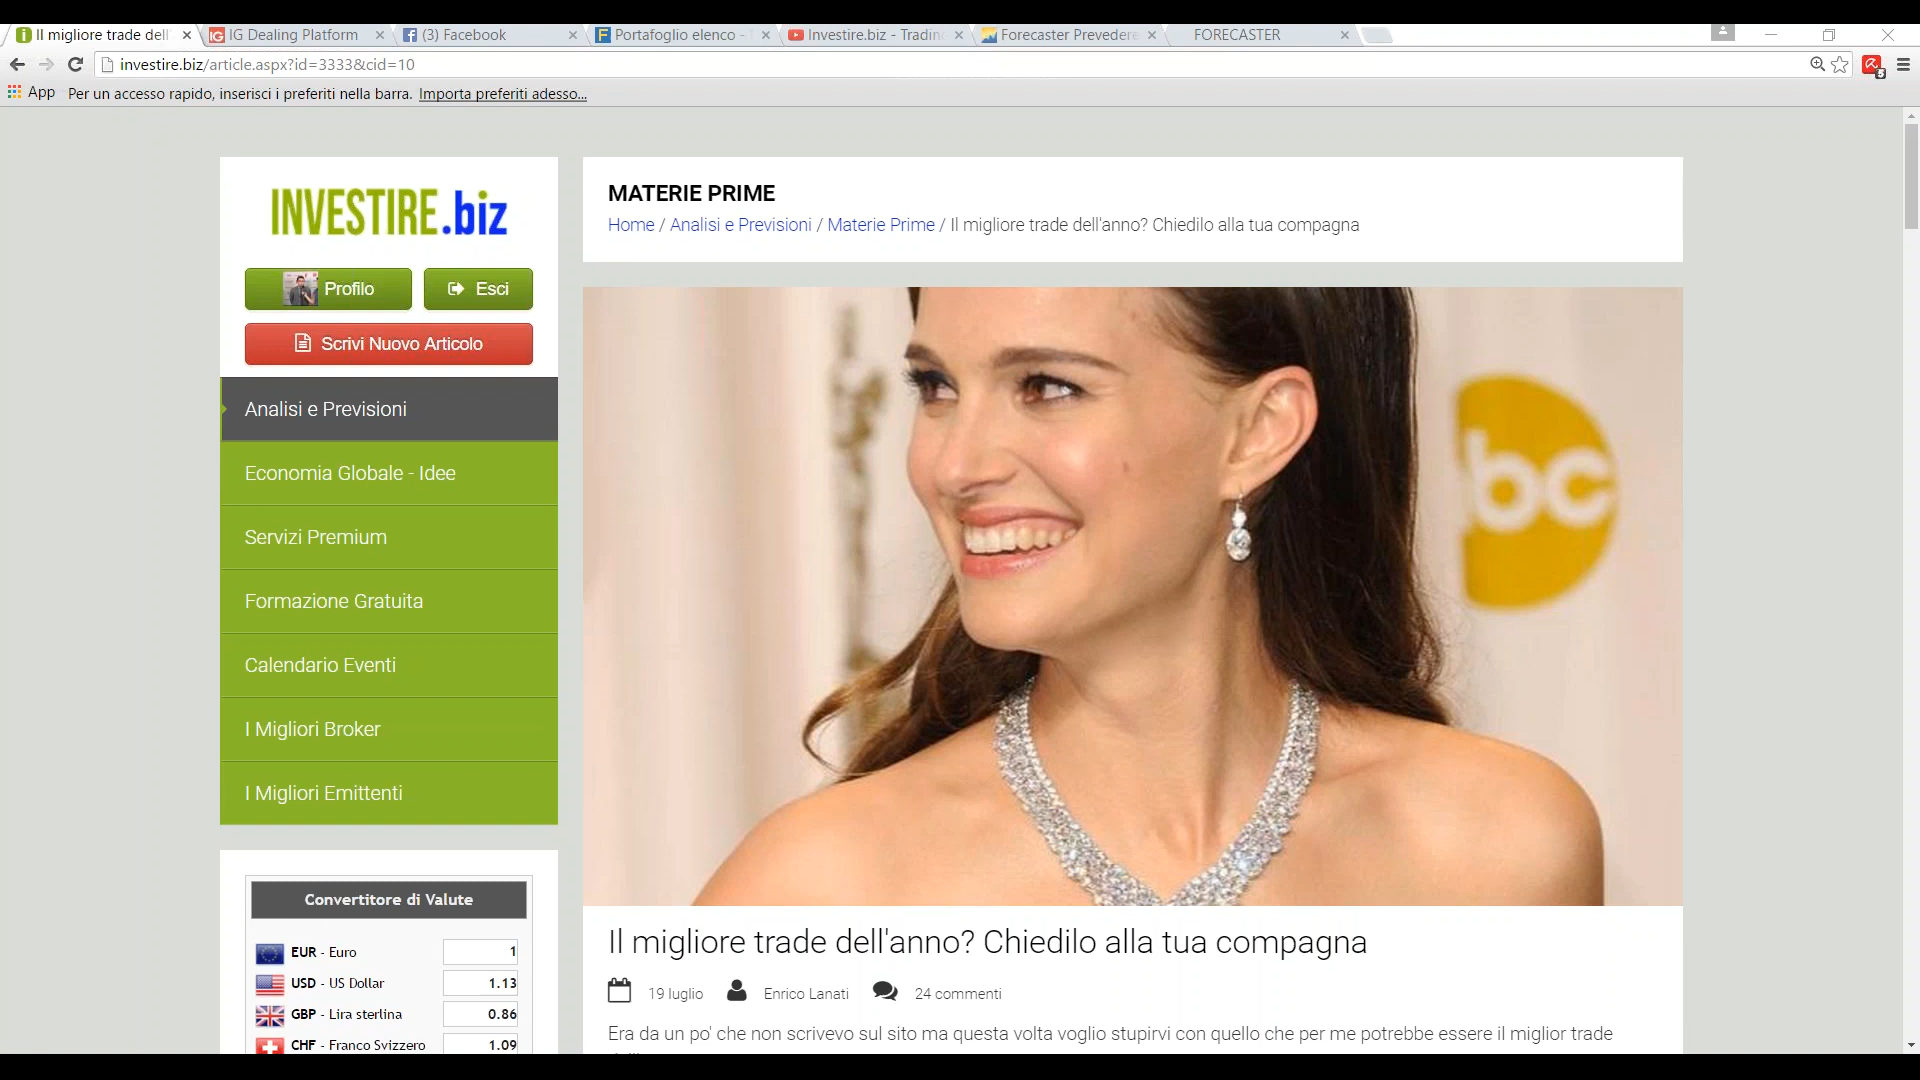 Il migliore trade dell
IG Dealing Platform
(3) Facebook
Portafoglio elenco -
Investire.biz - Tradin
Forecaster Prevedere
FORECASTER
investire.biz/article.aspx?id=3333&cid=10
App Per un accesso rapido, inserisci i preferiti nella barra. Importa preferiti adesso...
INVESTIRE.biz
Profilo
Esci
Scrivi Nuovo Articolo
Analisi e Previsioni
Economia Globale - Idee
Servizi Premium
Formazione Gratuita
Calendario Eventi
I Migliori Broker
I Migliori Emittenti
Convertitore di Valute
EUR - Euro 1
USD - US Dollar 1.13
GBP - Lira sterlina 0.86
CHF - Franco Svizzero 1.09
MATERIE PRIME
Home / Analisi e Previsioni / Materie Prime / Il migliore trade dell'anno? Chiedilo alla tua compagna
bc
Il migliore trade dell'anno? Chiedilo alla tua compagna
19 luglio Enrico Lanati 24 commenti
Era da un po' che non scrivevo sul sito ma questa volta voglio stupirvi con quello che per me potrebbe essere il miglior trade